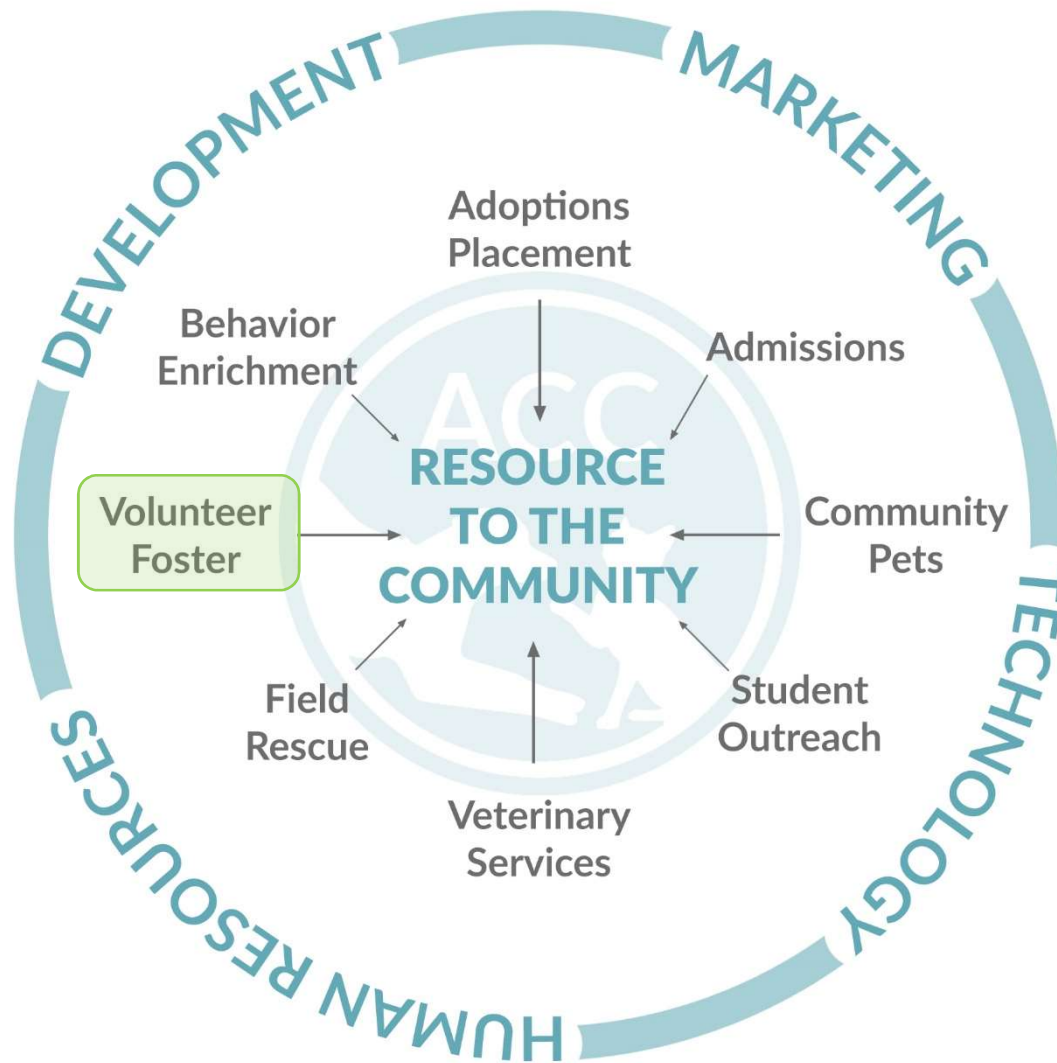 DEVELOPMENT
MARKETING
TECHNOLOGY
HUMAN RESOURCES
Adoptions
Placement
Behavior
Enrichment
Admissions
ACC
RESOURCE
TO THE
COMMUNITY
Volunteer
Foster
Community
Pets
Field
Rescue
Student
Outreach
Veterinary
Services